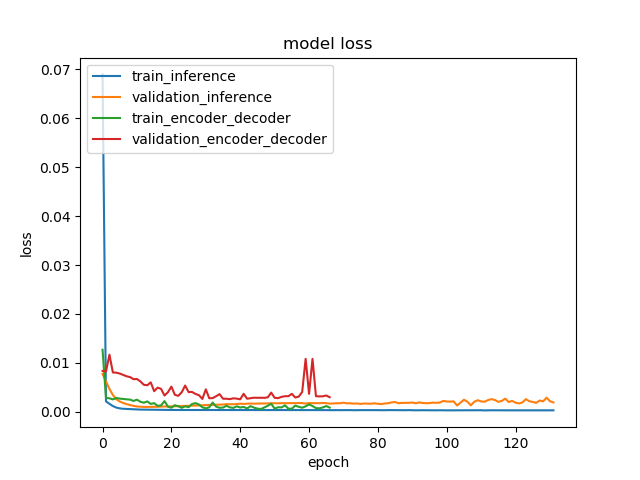 model loss
train_inference
validation_inference
train_encoder_decoder
validation_encoder_decoder
0.07
0.06
0.05
0.04
0.03
0.02
0.01
0.00
loss
0 20 40 60 80 100 120
epoch